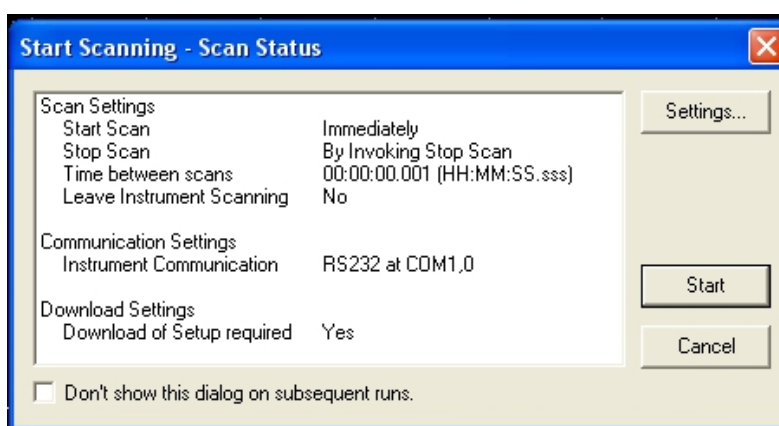 Start Scanning - Scan Status
Scan Settings
Start Scan Immediately
Stop Scan By Invoking Stop Scan
Time between scans 00:00:00.001 (HH:MM:SS.sss)
Leave Instrument Scanning No
Communication Settings
Instrument Communication RS232 at COM1,0
Download Settings
Download of Setup required Yes
Settings...
Start
Cancel
Don't show this dialog on subsequent runs.